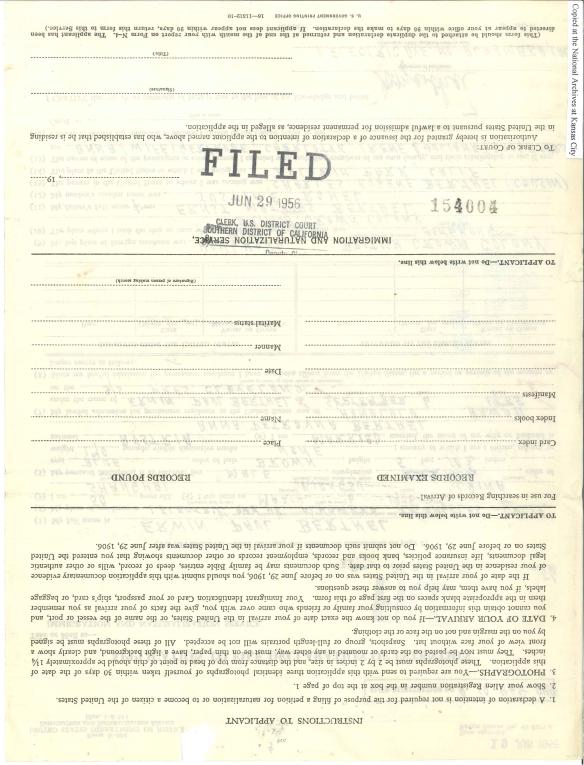 INSTRUCTIONS TO APPLICANT
1. A declaration of intention is not required for the purpose of filing a petition for naturalization or to become a citizen of the United States.
2. Show your Alien Registration number in the box at the top of page 1.
3. PHOTOGRAPHS.—You are required to send with this application three identical photographs of yourself taken within 30 days of the date of
this application. These photographs must be 2 by 2 inches in size, and the distance from top of head to point of chin should be approximately 1¼
inches. They must not be pasted on the cards or mounted in any other way, must be on thin paper, have a light background, and clearly show a
front view of your face without hat. Snapshots, group or full-length portraits will not be accepted. All of these photographs must be signed
by you on the margin and not on the face or the clothing.
4. DATE OF YOUR ARRIVAL.—If you do not know the exact date of your arrival in the United States, or the name of the vessel or port, and
you cannot obtain this information by consulting your family or friends who came over with you, give the facts of your arrival as you remember
them in the appropriate blank spaces on the first page of this form. Your Immigrant Identification Card or your passport, ship's card, or baggage
labels, if you have them, may help you to answer these questions.
If the date of your arrival in the United States was on or before June 29, 1906, you should submit with this application documentary evidence
of your residence in the United States prior to that date. Such documents may be family Bible entries, deeds of record, wills or other authentic
legal documents, life insurance policies, bank books and records, employment records or other documents showing that you entered the United
States on or before June 29, 1906. Do not submit such documents if your arrival in the United States was after June 29, 1906.
TO APPLICANT.—Do not write below this line.
For use in searching Records of Arrival.
RECORDS EXAMINED RECORDS FOUND
Card index Place
Index books Name
Manifests
Date
Manner
Marital status
(Signature of person making search)
TO APPLICANT.—Do not write below this line.
IMMIGRATION AND NATURALIZATION SERVICE,
, 19
TO CLERK OF COURT:
Authorization is hereby granted for the issuance of a declaration of intention to the applicant named above, who has established that he is residing
in the United States pursuant to a lawful admission for permanent residence, as alleged in the application.
(Signature)
(Title)
(This form should be attached to the duplicate declaration and returned at the end of the month with your report on Form N-4. The applicant has been
directed to appear at your office within 30 days to make the declaration. If applicant does not appear within 90 days, return this form to this Service.)
U. S. GOVERNMENT PRINTING OFFICE 16—11312-10
FILED
JUN 29 1956
CLERK, U.S. DISTRICT COURT
SOUTHERN DISTRICT OF CALIFORNIA
154004
Copied at the National Archives at Kansas City